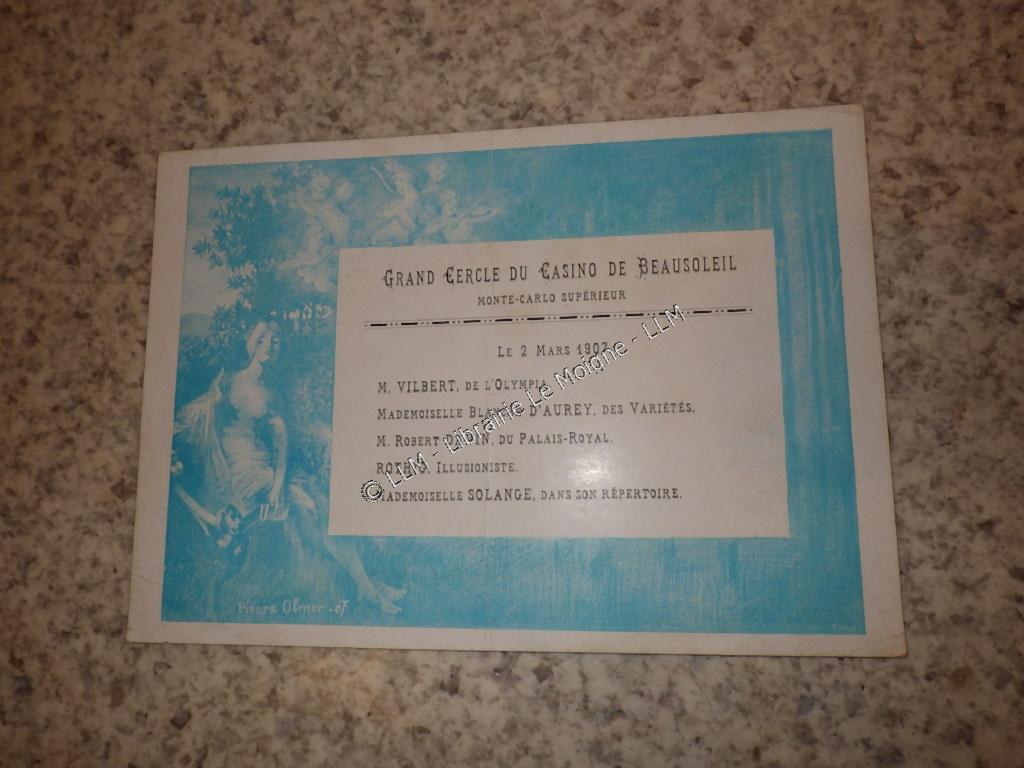 GRAND CERCLE DU CASINO DE BEAUSOLEIL
MONTE-CARLO SUPÉRIEUR
LE 2 MARS 1907
M. VILBERT, DE L'OLYMPIA.
MADEMOISELLE D'AUREY, DES VARIÉTÉS,
M. ROBERT DU PALAIS-ROYAL.
ILLUSIONISTE.
MADEMOISELLE SOLANGE, DANS SON RÉPERTOIRE.
Pierre Olmer - 07
© LLM - Librairie Le Moigne - LLM